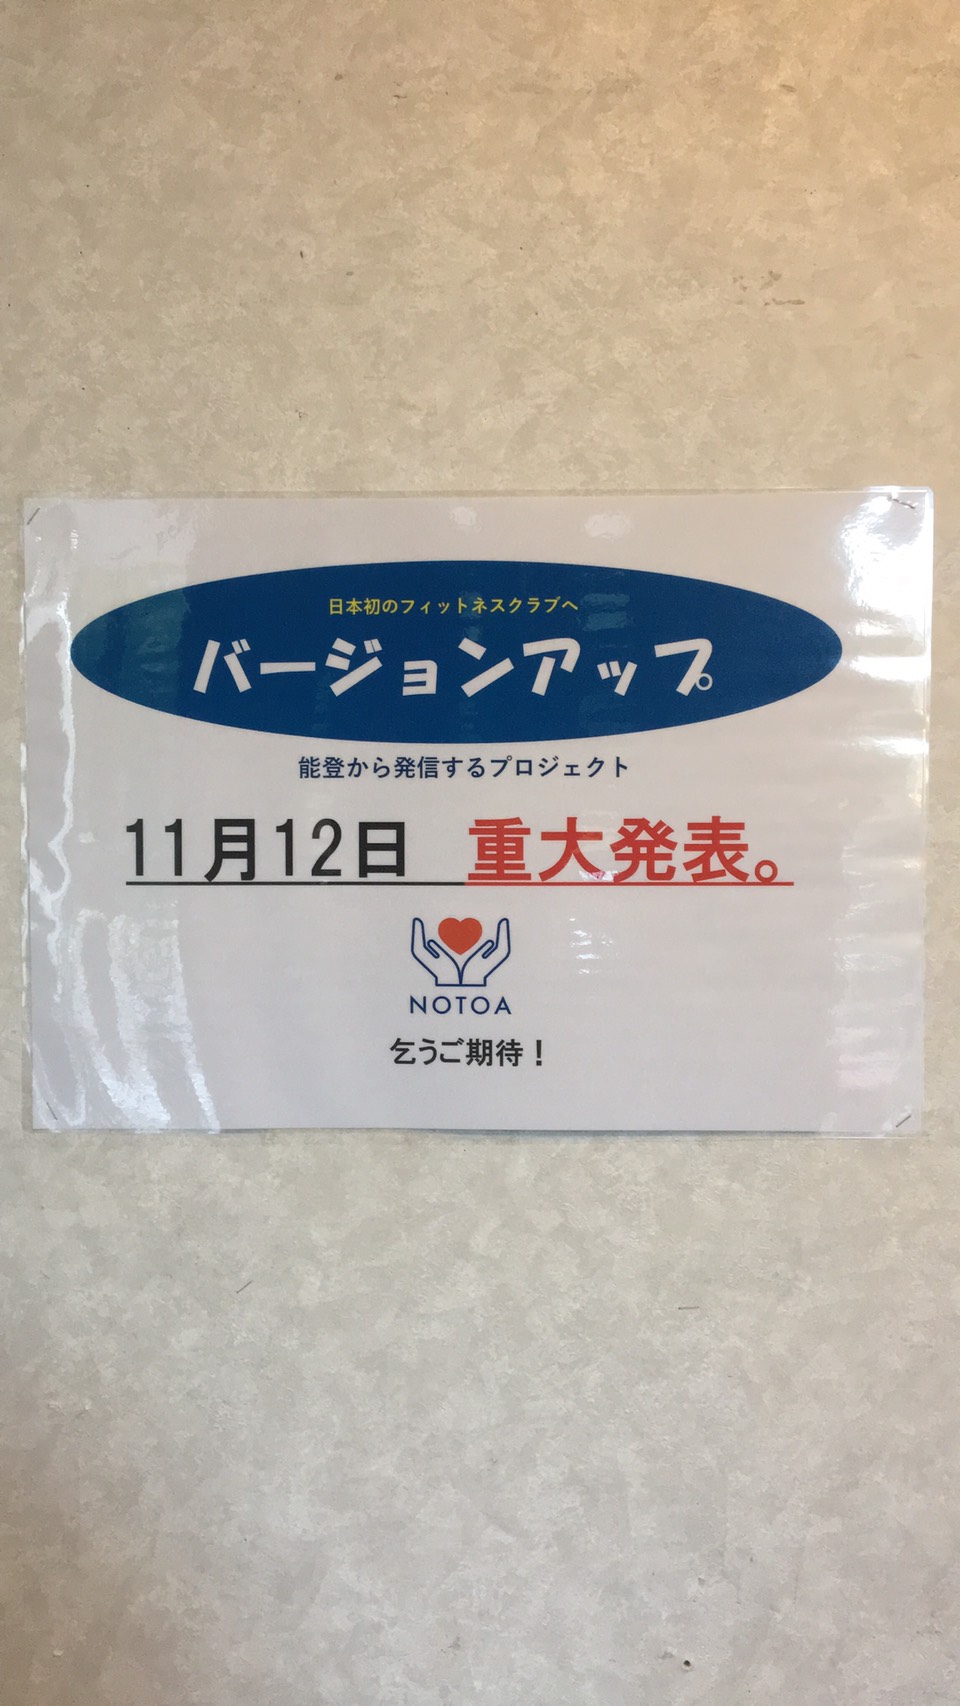 日本初のフィットネスクラブへ
バージョンアップ。
能登から発信するプロジェクト
11月12日　重大発表。
NOTOA
乞うご期待！